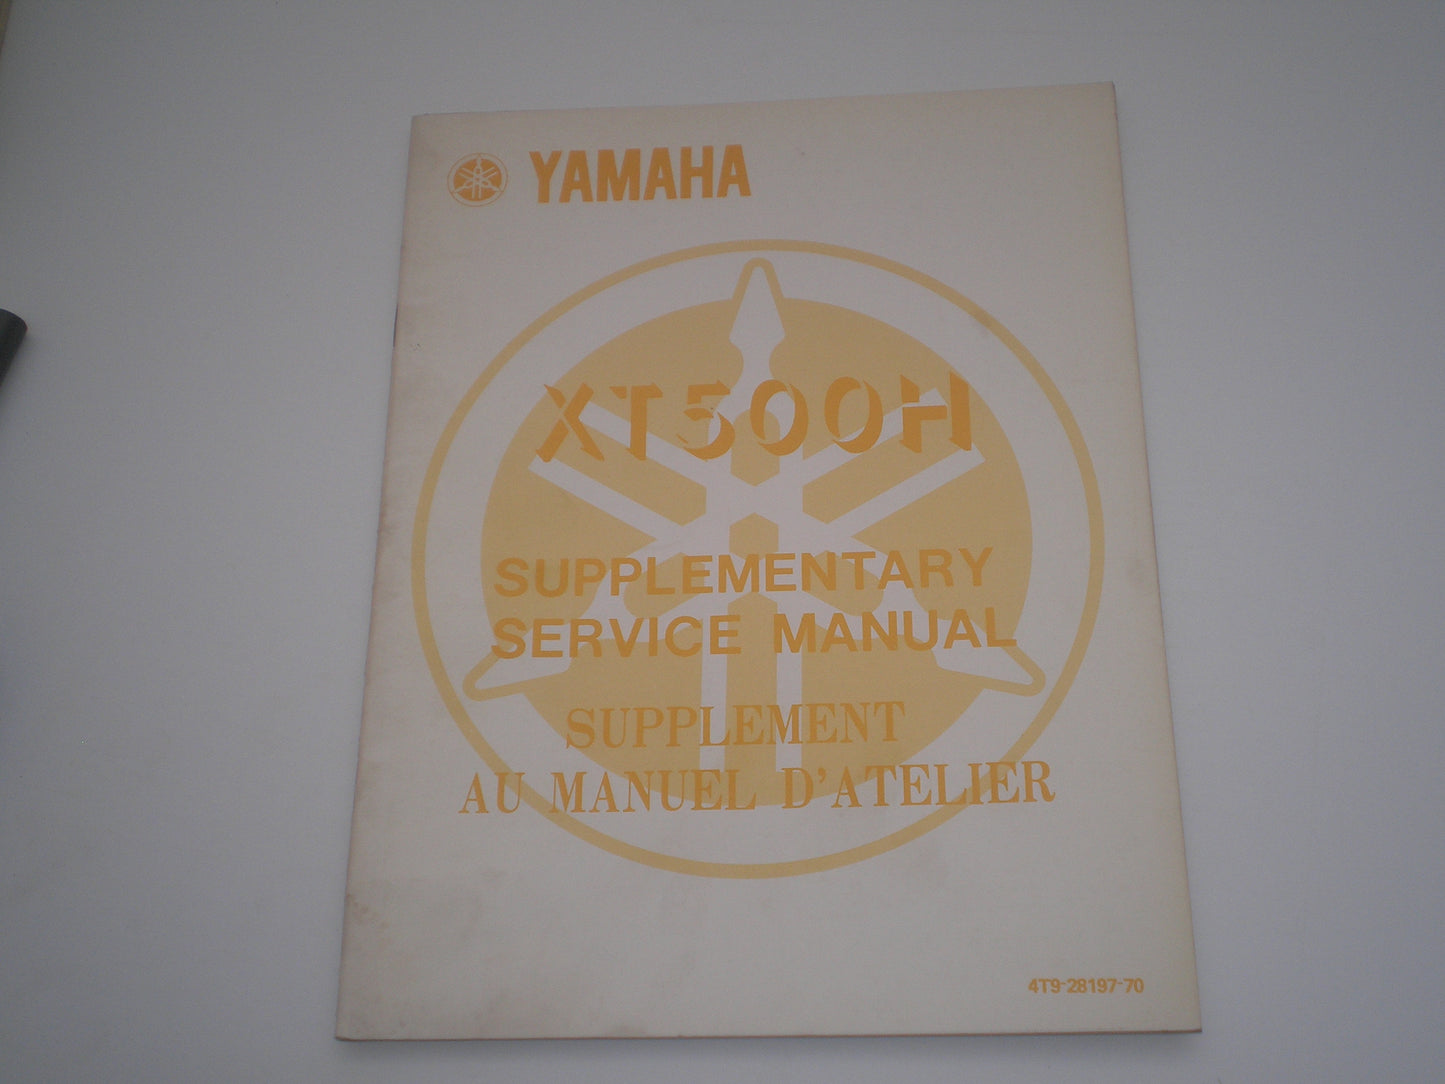 YAMAHA
XT500H
SUPPLEMENTARY
SERVICE MANUAL
SUPPLEMENT
AU MANUEL D'ATELIER
4T9-28197-70